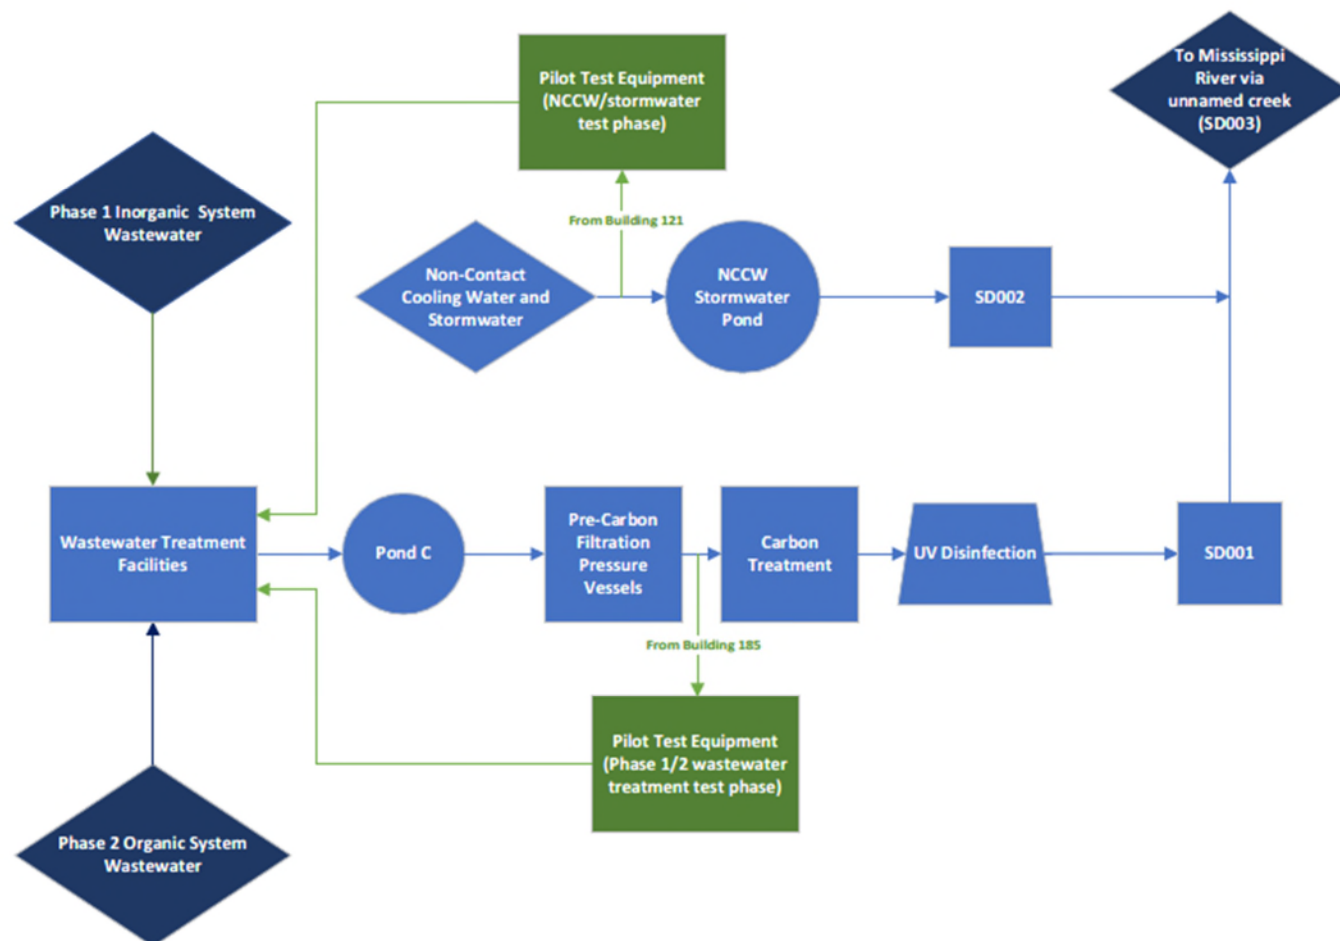 To Mississippi
River via
unnamed creek
(SD003)
Pilot Test Equipment
(NCCW/stormwater
test phase)
Phase 1 Inorganic System
Wastewater
From Building 121
Non-Contact
Cooling Water and
Stormwater
NCCW
Stormwater
Pond
SD002
Wastewater Treatment
Facilities
Pond C
Pre-Carbon
Filtration
Pressure
Vessels
Carbon
Treatment
UV Disinfection
SD001
From Building 185
Pilot Test Equipment
(Phase 1/2 wastewater
treatment test phase)
Phase 2 Organic System
Wastewater